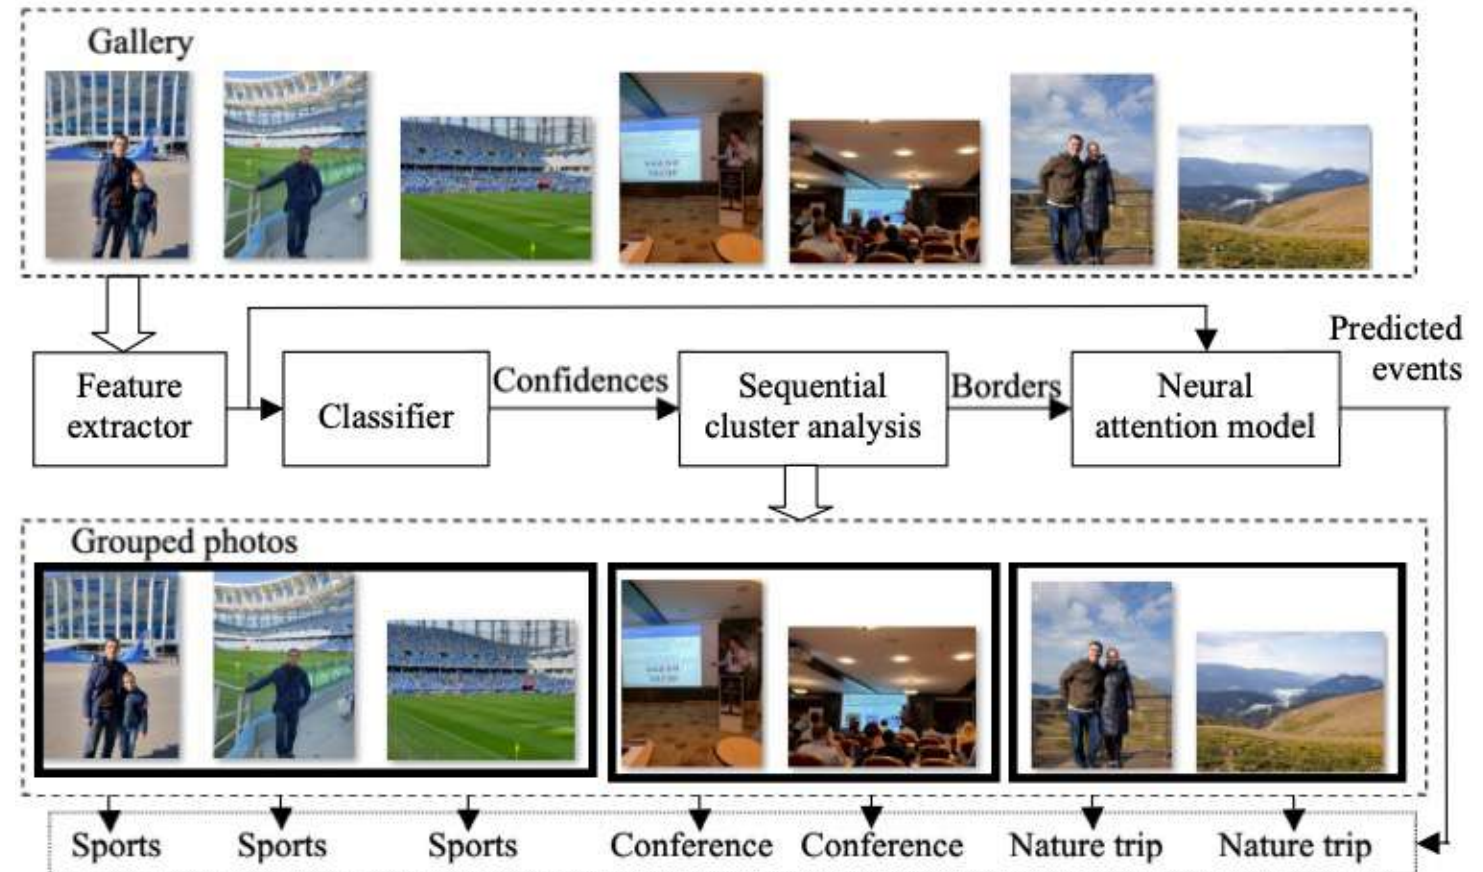 Gallery
Predicted
events
Feature
extractor
Classifier
Confidences
Sequential
cluster analysis
Borders
Neural
attention model
Grouped photos
Sports Sports Sports Conference Conference Nature trip Nature trip